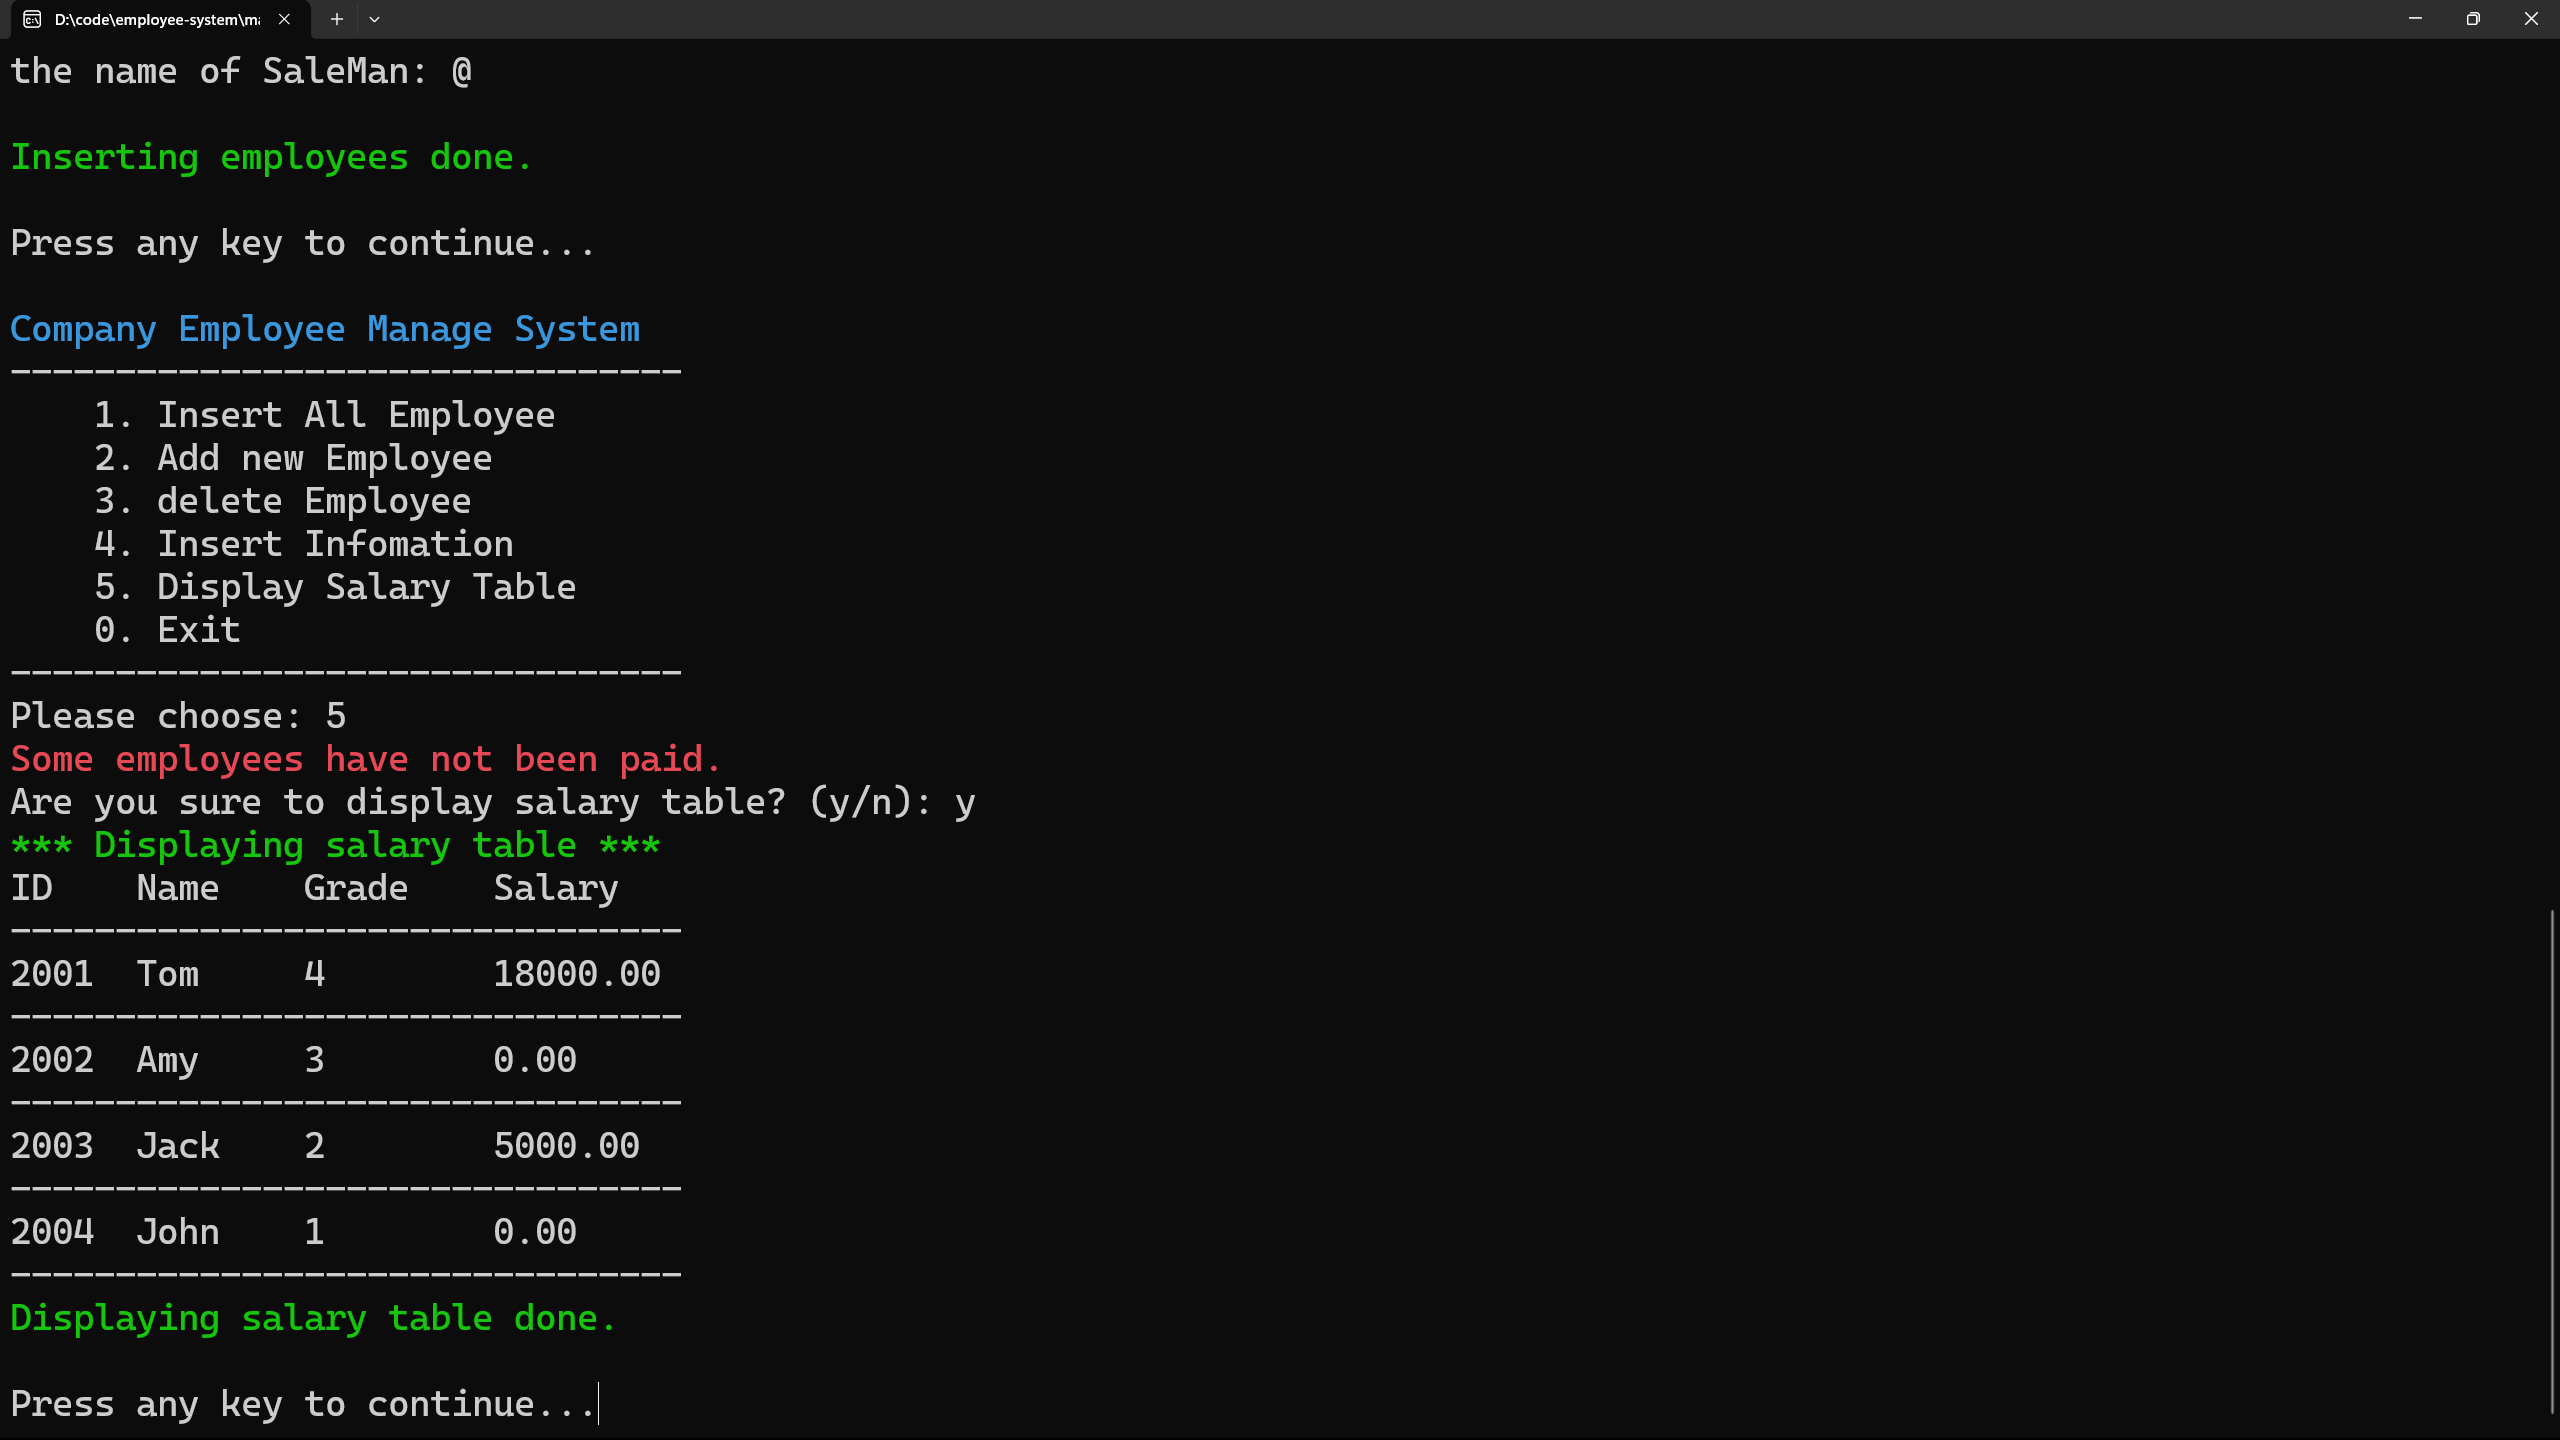 D:\code\employee-system\ma
the name of SaleMan: @
Inserting employees done.
Press any key to continue...
Company Employee Manage System
--------------------------------
1. Insert All Employee
2. Add new Employee
3. delete Employee
4. Insert Infomation
5. Display Salary Table
0. Exit
--------------------------------
Please choose: 5
Some employees have not been paid.
Are you sure to display salary table? (y/n): y
*** Displaying salary table ***
ID    Name    Grade    Salary
--------------------------------
2001  Tom     4        18000.00
--------------------------------
2002  Amy     3        0.00
--------------------------------
2003  Jack    2        5000.00
--------------------------------
2004  John    1        0.00
--------------------------------
Displaying salary table done.
Press any key to continue...